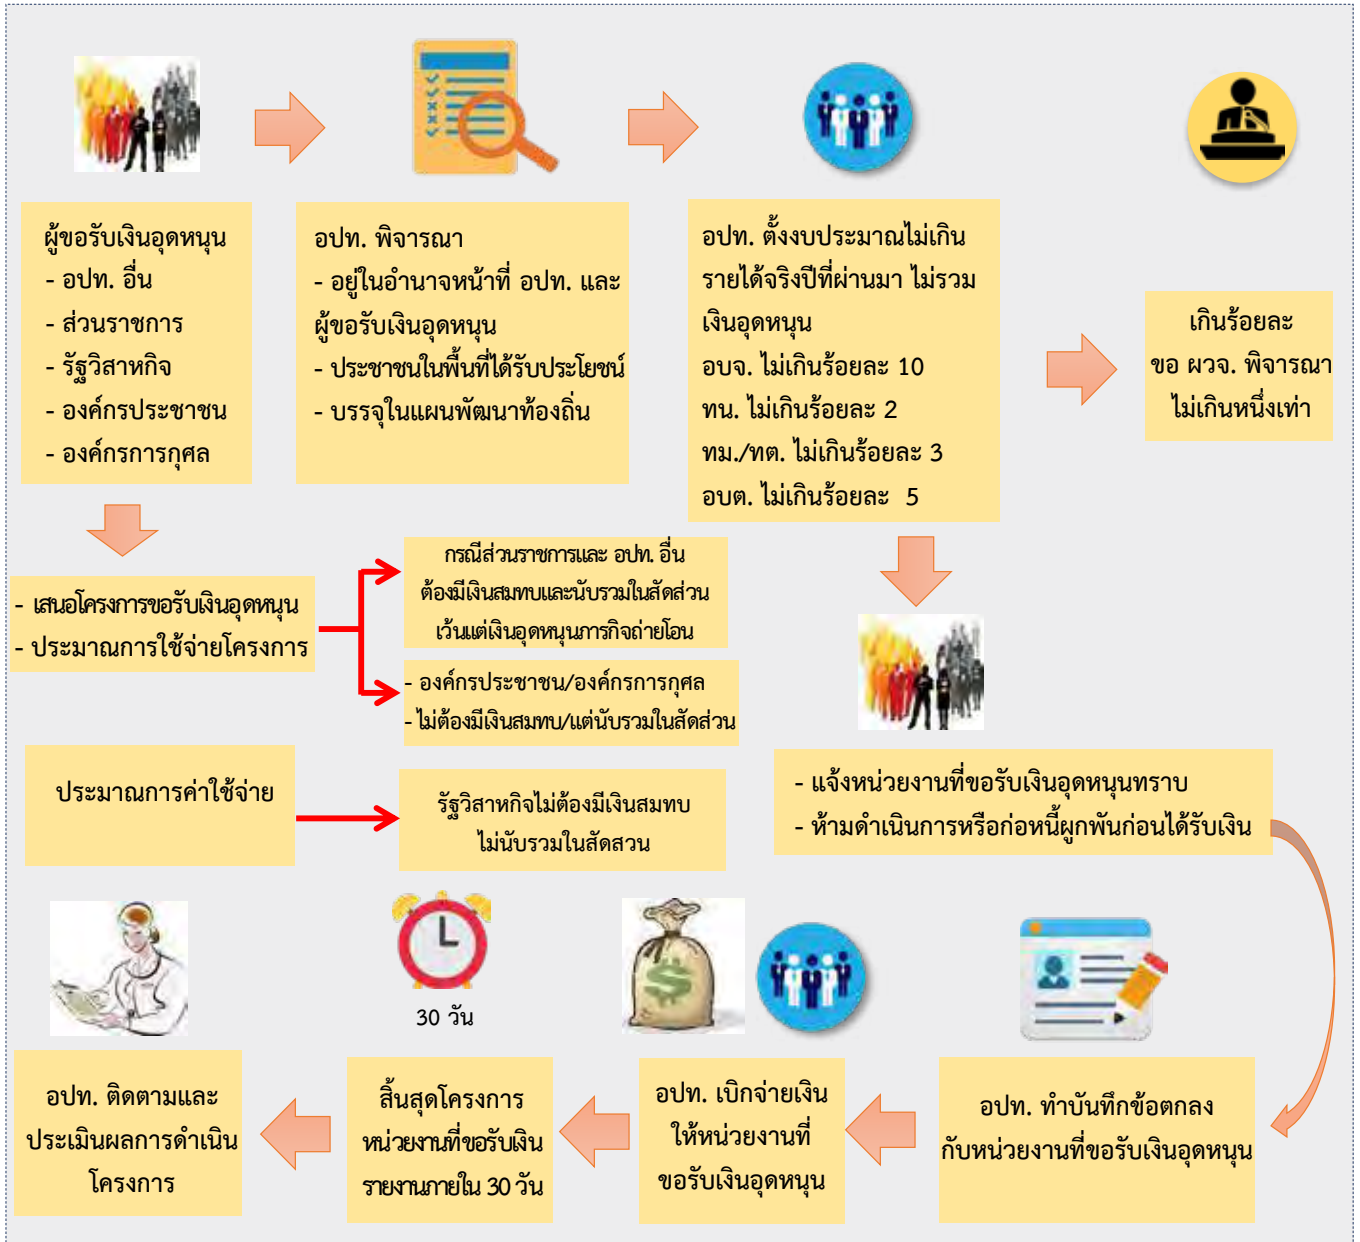 ผู้ขอรับเงินอุดหนุน
- อปท. อื่น
- ส่วนราชการ
- รัฐวิสาหกิจ
- องค์กรประชาชน
- องค์กรการกุศล
อปท. พิจารณา
- อยู่ในอำนาจหน้าที่ อปท. และ
ผู้ขอรับเงินอุดหนุน
- ประชาชนในพื้นที่ได้รับประโยชน์
- บรรจุในแผนพัฒนาท้องถิ่น
อปท. ตั้งงบประมาณไม่เกิน
รายได้จริงปีที่ผ่านมา ไม่รวม
เงินอุดหนุน
อบจ. ไม่เกินร้อยละ 10
ทน. ไม่เกินร้อยละ 2
ทม./ทต. ไม่เกินร้อยละ 3
อบต. ไม่เกินร้อยละ 5
เกินร้อยละ
ขอ ผวจ. พิจารณา
ไม่เกินหนึ่งเท่า
- เสนอโครงการขอรับเงินอุดหนุน
- ประมาณการใช้จ่ายโครงการ
กรณีส่วนราชการและ อปท. อื่น
ต้องมีเงินสมทบและนับรวมในสัดส่วน
เว้นแต่เงินอุดหนุนภารกิจถ่ายโอน
- องค์กรประชาชน/องค์กรการกุศล
- ไม่ต้องมีเงินสมทบ/แต่นับรวมในสัดส่วน
ประมาณการค่าใช้จ่าย
รัฐวิสาหกิจไม่ต้องมีเงินสมทบ
ไม่นับรวมในสัดสวน
- แจ้งหน่วยงานที่ขอรับเงินอุดหนุนทราบ
- ห้ามดำเนินการหรือก่อหนี้ผูกพันก่อนได้รับเงิน
อปท. ทำบันทึกข้อตกลง
กับหน่วยงานที่ขอรับเงินอุดหนุน
อปท. เบิกจ่ายเงิน
ให้หน่วยงานที่
ขอรับเงินอุดหนุน
30 วัน
สิ้นสุดโครงการ
หน่วยงานที่ขอรับเงิน
รายงานภายใน 30 วัน
อปท. ติดตามและ
ประเมินผลการดำเนิน
โครงการ